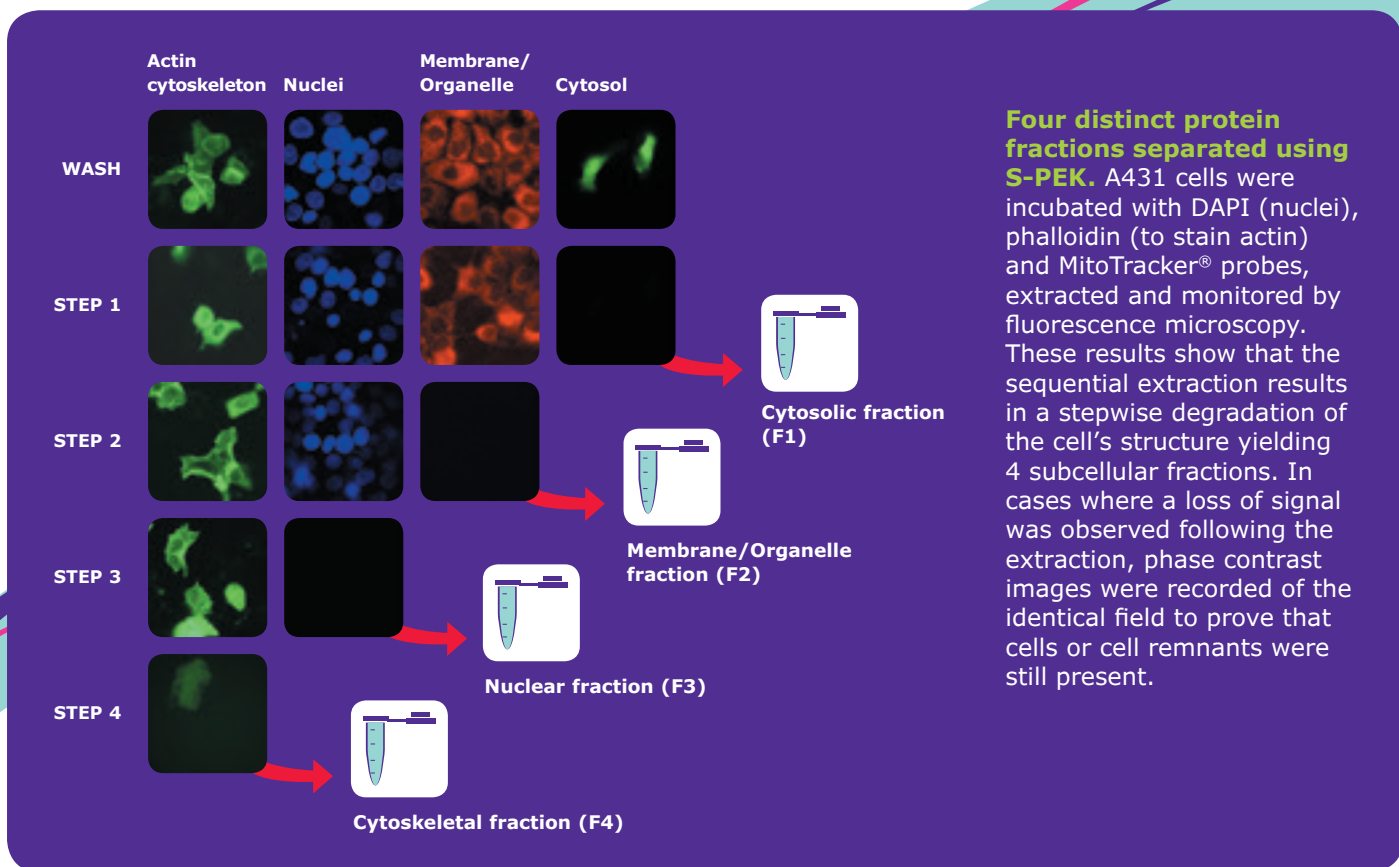 Actin
cytoskeleton
Nuclei
Membrane/
Organelle
Cytosol
WASH
STEP 1
Cytosolic fraction
(F1)
STEP 2
Membrane/Organelle
fraction (F2)
STEP 3
Nuclear fraction (F3)
STEP 4
Cytoskeletal fraction (F4)
Four distinct protein
fractions separated using
S-PEK. A431 cells were
incubated with DAPI (nuclei),
phalloidin (to stain actin)
and MitoTracker® probes,
extracted and monitored by
fluorescence microscopy.
These results show that the
sequential extraction results
in a stepwise degradation of
the cell’s structure yielding
4 subcellular fractions. In
cases where a loss of signal
was observed following the
extraction, phase contrast
images were recorded of the
identical field to prove that
cells or cell remnants were
still present.